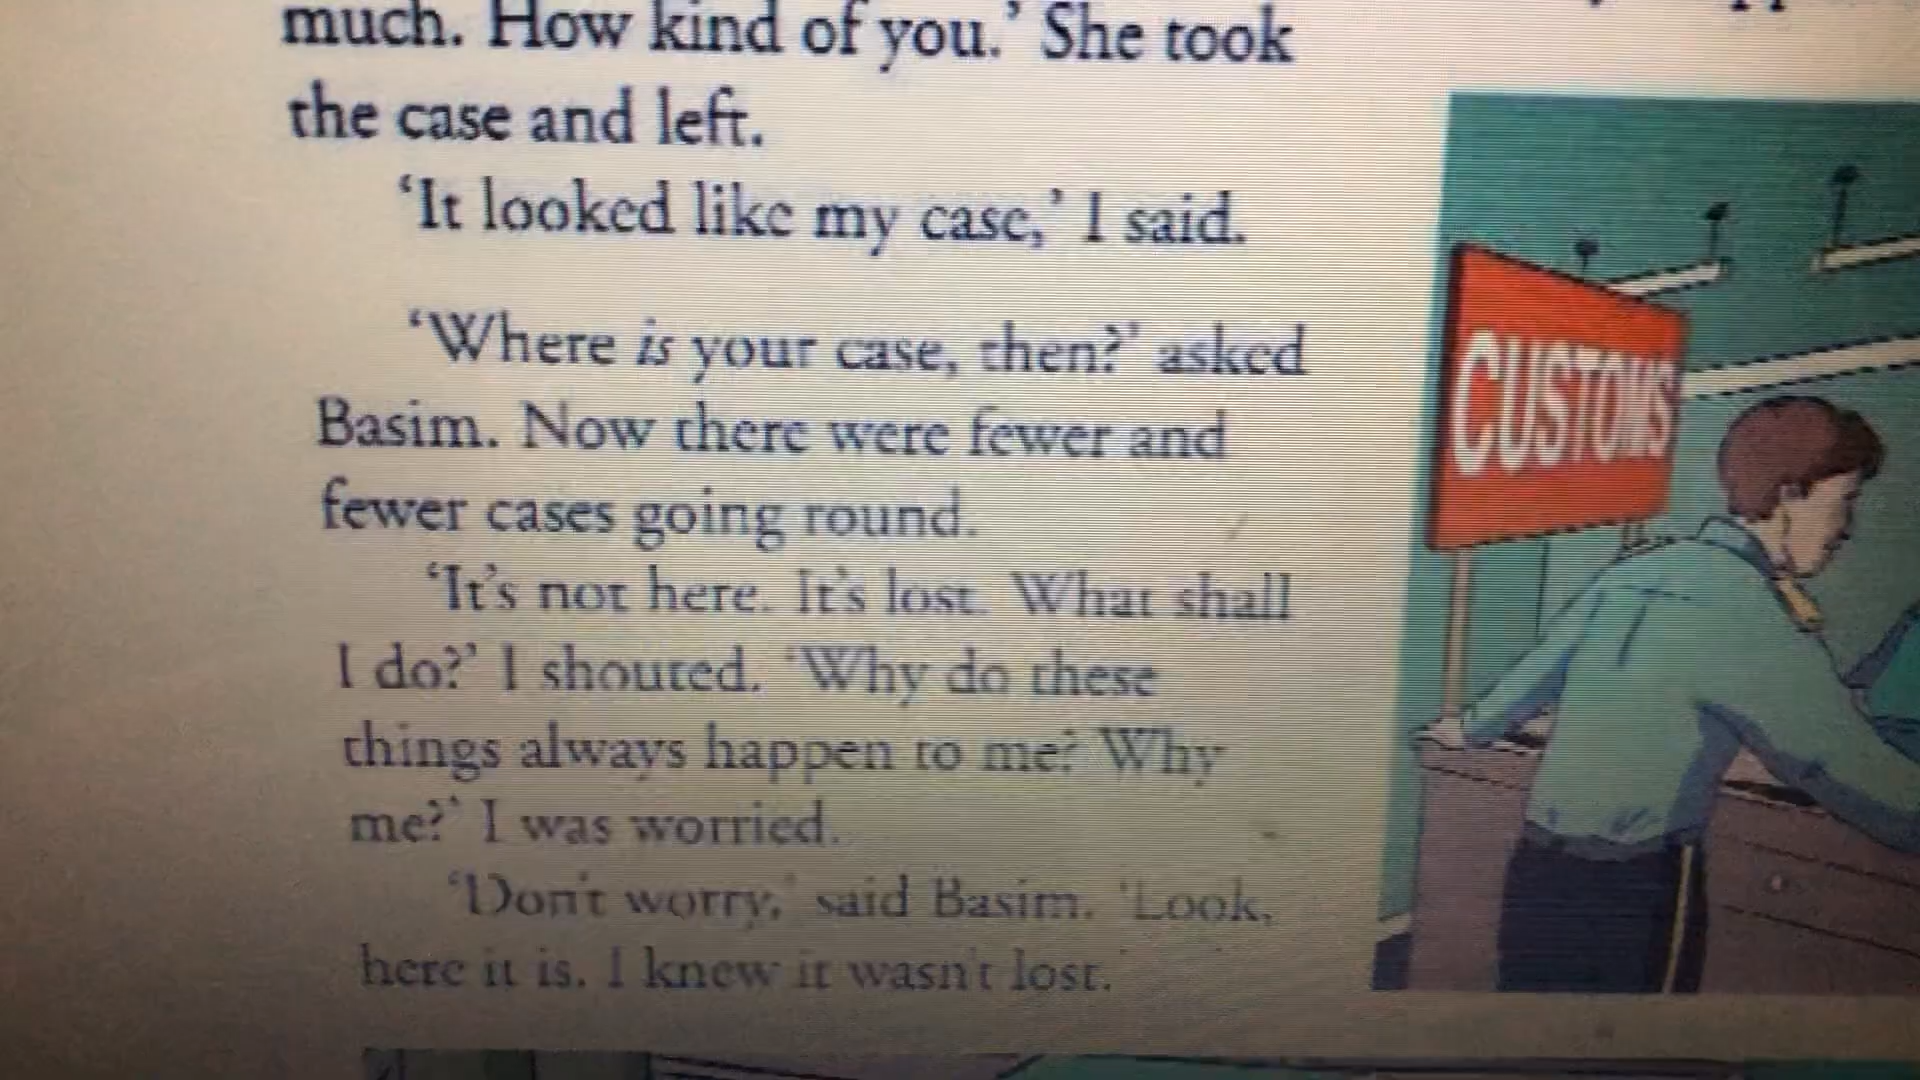 much. How kind of you.’ She took
the case and left.
‘It looked like my case,’ I said.
‘Where is your case, then?’ asked
Basim. Now there were fewer and
fewer cases going round.
‘It’s not here. It’s lost. What shall
I do?’ I shouted. ‘Why do these
things always happen to me? Why
me?’ I was worried.
‘Don’t worry,’ said Basim. ‘Look,
here it is. I knew it wasn’t lost.’
CUSTOMS